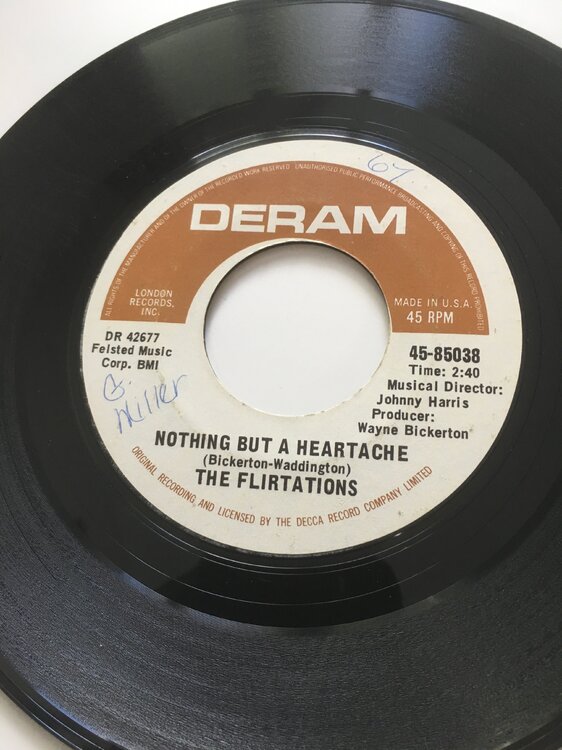 67
ALL RIGHTS OF THE MANUFACTURER AND OF THE OWNER OF THE RECORDED WORK RESERVED · UNAUTHORISED PUBLIC PERFORMANCE, BROADCASTING AND COPYING OF THIS RECORD PROHIBITED
DERAM
LONDON
RECORDS,
INC.
MADE IN U.S.A.
45 RPM
DR 42677
Felsted Music
Corp. BMI
G.
Miller
45-85038
Time: 2:40
Musical Director:
Johnny Harris
Producer:
Wayne Bickerton
NOTHING BUT A HEARTACHE
(Bickerton-Waddington)
THE FLIRTATIONS
ORIGINAL RECORDING AND LICENSED BY THE DECCA RECORD COMPANY LIMITED